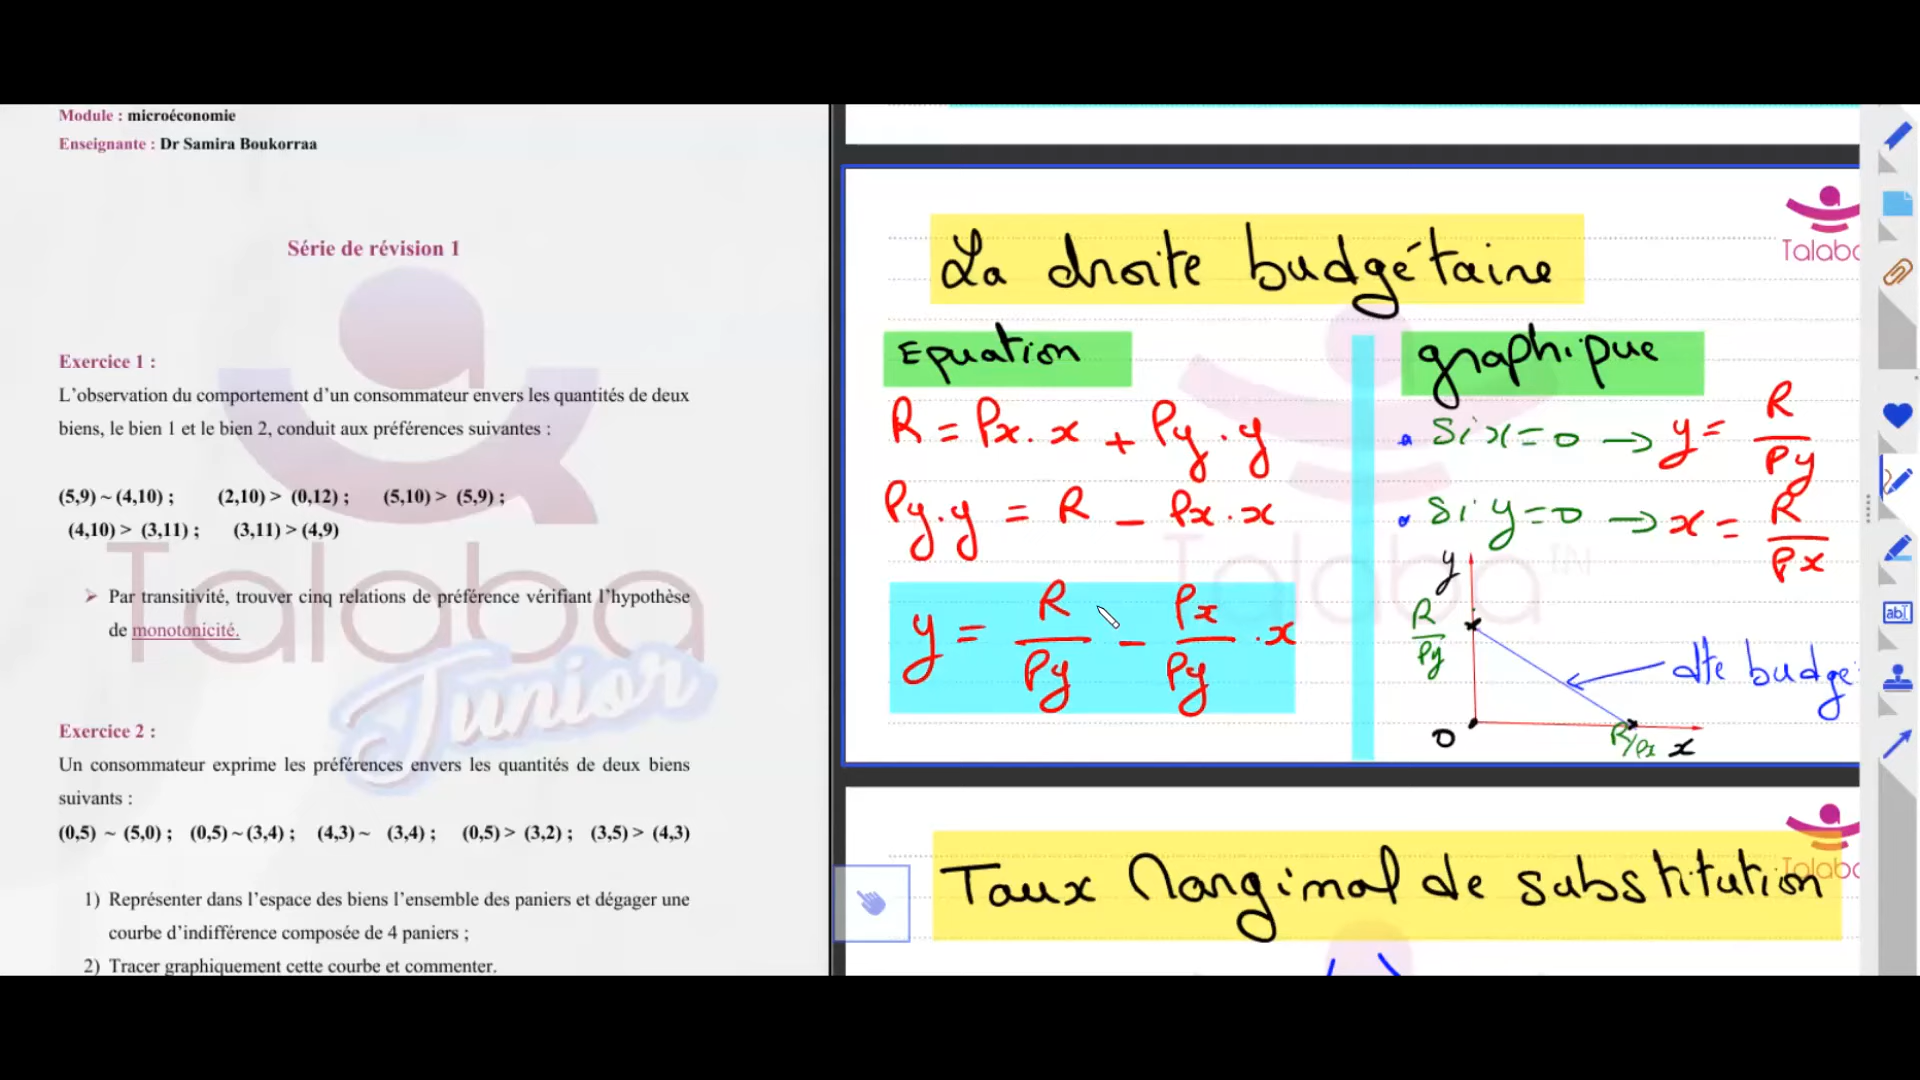 Module : microéconomie
Enseignante : Dr Samira Boukorraa
Série de révision 1
Exercice 1 :
L'observation du comportement d'un consommateur envers les quantités de deux
biens, le bien 1 et le bien 2, conduit aux préférences suivantes :
(5,9) ~ (4,10) ; (2,10) > (0,12) ; (5,10) > (5,9) ;
(4,10) > (3,11) ; (3,11) > (4,9)
➢ Par transitivité, trouver cinq relations de préférence vérifiant l'hypothèse
de monotonicité.
Exercice 2 :
Un consommateur exprime les préférences envers les quantités de deux biens
suivants :
(0,5) ~ (5,0) ; (0,5) ~ (3,4) ; (4,3) ~ (3,4) ; (0,5) > (3,2) ; (3,5) > (4,3)
1) Représenter dans l'espace des biens l'ensemble des paniers et dégager une
courbe d'indifférence composée de 4 paniers ;
2) Tracer graphiquement cette courbe et commenter.
Talaba
Junior
La droite budgétaire
Talaba
Equation
R = Px . x + Py . y
Py . y = R - Px . x
y = R/Py - Px/Py . x
graphique
Si x = 0 → y = R/Py
Si y = 0 → x = R/Px
y
R/Py
dte budge
O
R/Px
x
Taux Marginal de substitution
Talaba